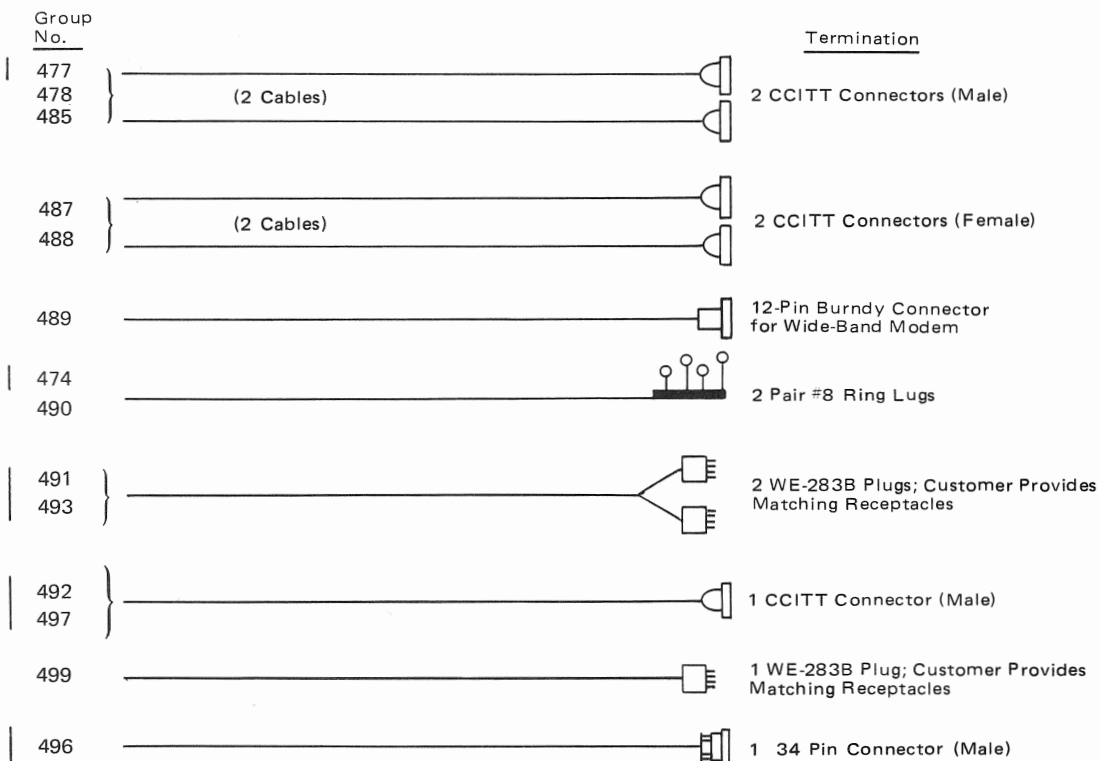 Group
No.
Termination
477
478
485
(2 Cables)
2 CCITT Connectors (Male)
487
488
(2 Cables)
2 CCITT Connectors (Female)
489
12-Pin Burndy Connector
for Wide-Band Modem
474
490
2 Pair #8 Ring Lugs
491
493
2 WE-283B Plugs; Customer Provides
Matching Receptacles
492
497
1 CCITT Connector (Male)
499
1 WE-283B Plug; Customer Provides
Matching Receptacles
496
1 34 Pin Connector (Male)